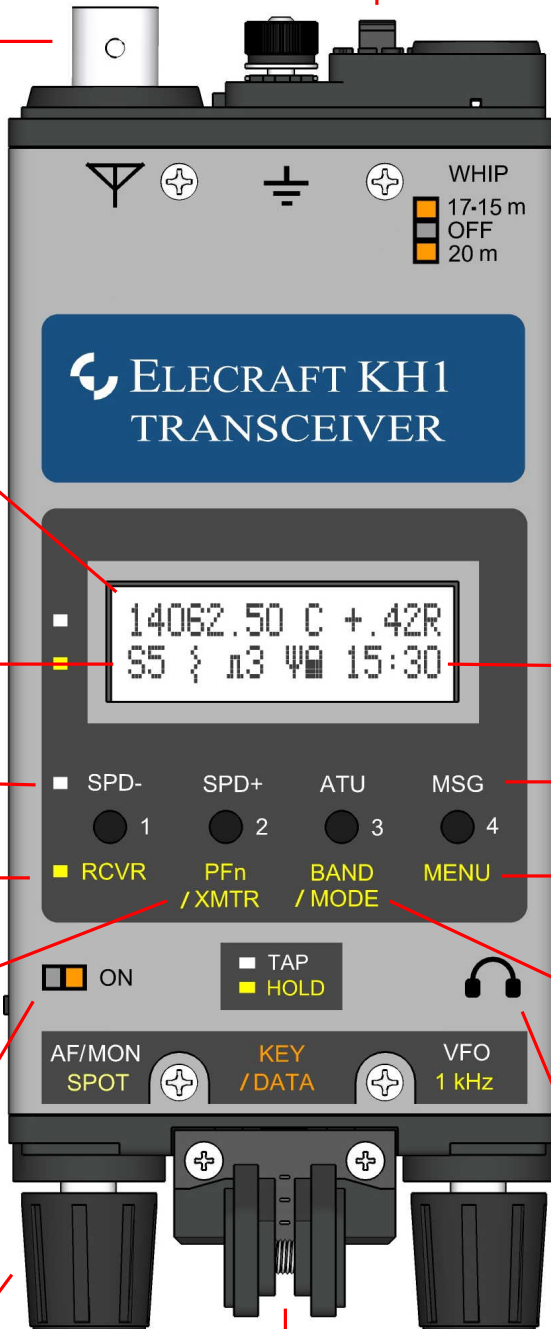 WHIP
17-15 m
OFF
20 m
ELECRAFT KH1
TRANSCEIVER
14062.50 C +.42R
S5 л3 Ψ 15:30
SPD- SPD+ ATU MSG
1 2 3 4
RCVR PFn BAND MENU
/ XMTR / MODE
ON TAP
HOLD
AF/MON KEY VFO
SPOT / DATA 1 kHz